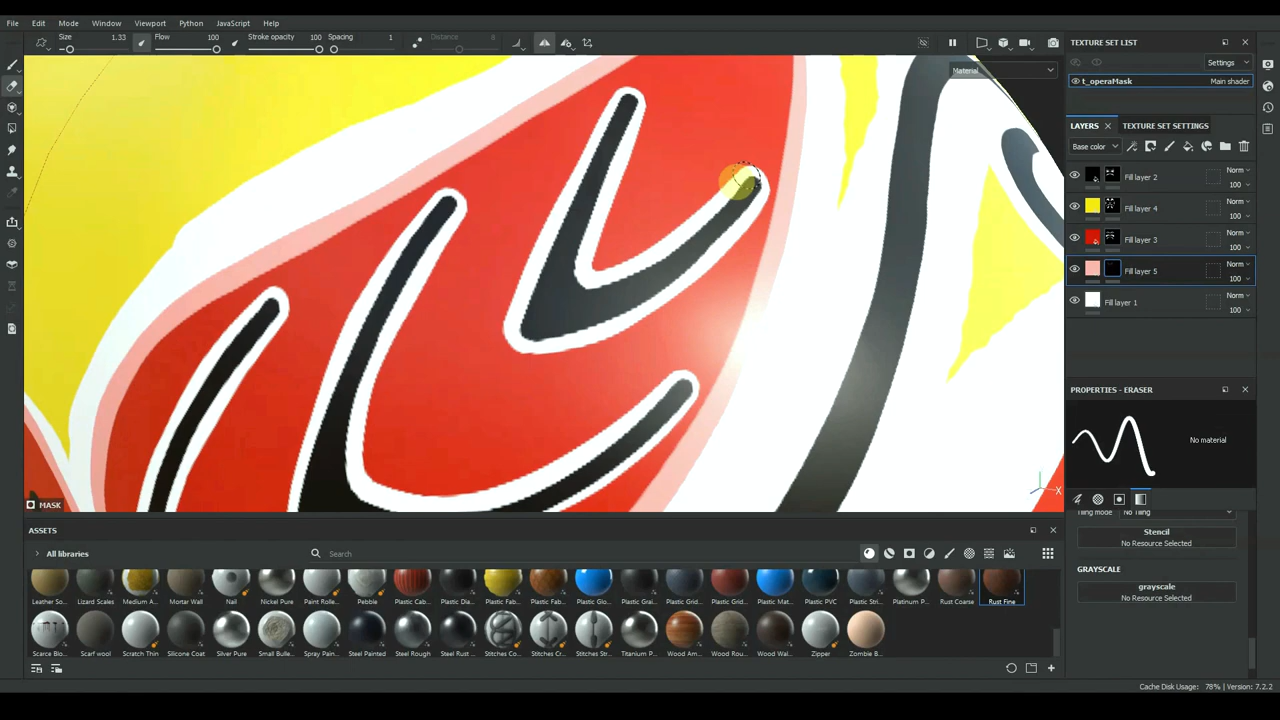 File Edit Mode Window Viewport Python JavaScript Help
Size 1.33 Flow 100 Stroke opacity 100 Spacing 1 Distance 8
Material
TEXTURE SET LIST
Settings
t_operaMask Main shader
LAYERS TEXTURE SET SETTINGS
Base color
Fill layer 2 Norm 100
Fill layer 4 Norm 100
Fill layer 3 Norm 100
Fill layer 5 Norm 100
Fill layer 1 Norm 100
PROPERTIES - ERASER
No material
Tiling mode No Tiling
Stencil
No Resource Selected
GRAYSCALE
grayscale
No Resource Selected
X
MASK
ASSETS
All libraries Search
Leather So... Lizard Scales Medium A... Mortar Wall Nail Nickel Pure Paint Rolle... Pebble Plastic Cab... Plastic Dia... Plastic Fab... Plastic Fab... Plastic Glo... Plastic Grai... Plastic Grid... Plastic Grid... Plastic Mat... Plastic PVC Plastic Stri... Platinum P... Rust Coarse Rust Fine
Scarce Blo... Scarf wool Scratch Thin Silicone Coat Silver Pure Small Bulle... Spray Pain... Steel Painted Steel Rough Steel Rust ... Stitches Co... Stitches Cr... Stitches Str... Titanium P... Wood Am... Wood Rou... Wood Wal... Zipper Zombie B...
Cache Disk Usage: 78% | Version: 7.2.2